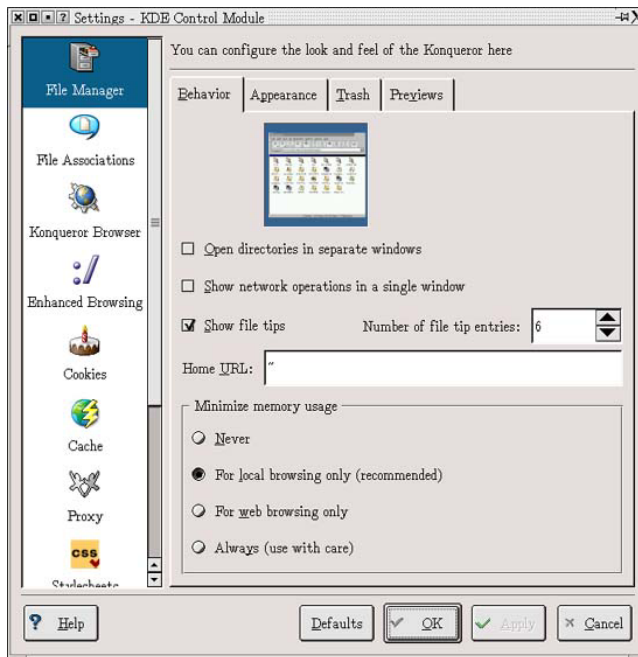 Settings - KDE Control Module
You can configure the look and feel of the Konqueror here
File Manager
File Associations
Konqueror Browser
Enhanced Browsing
Cookies
Cache
Proxy
css
Stylesheets
Behavior Appearance Trash Previews
Open directories in separate windows
Show network operations in a single window
Show file tips Number of file tip entries: 6
Home URL: ~
Minimize memory usage
Never
For local browsing only (recommended)
For web browsing only
Always (use with care)
? Help Defaults OK Apply Cancel